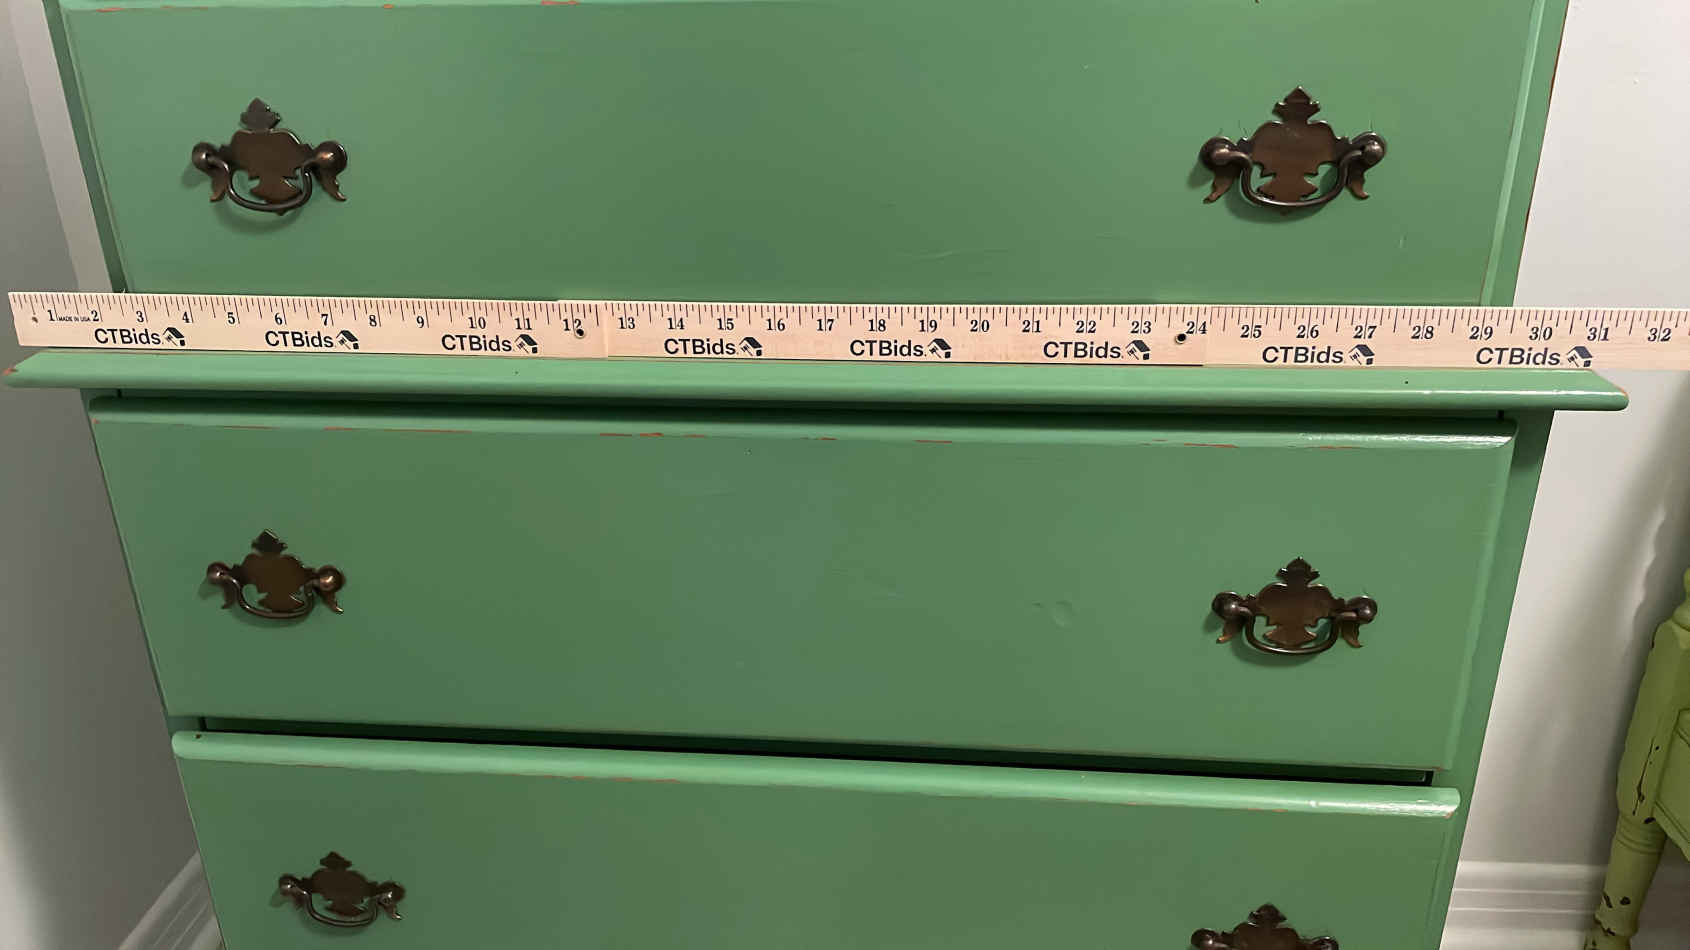 1 MADE IN USA 2 3 4 5 6 7 8 9 10 11 12 13 14 15 16 17 18 19 20 21 22 23 24 25 26 27 28 29 30 31 32
CTBids. CTBids. CTBids. CTBids. CTBids. CTBids. CTBids. CTBids.